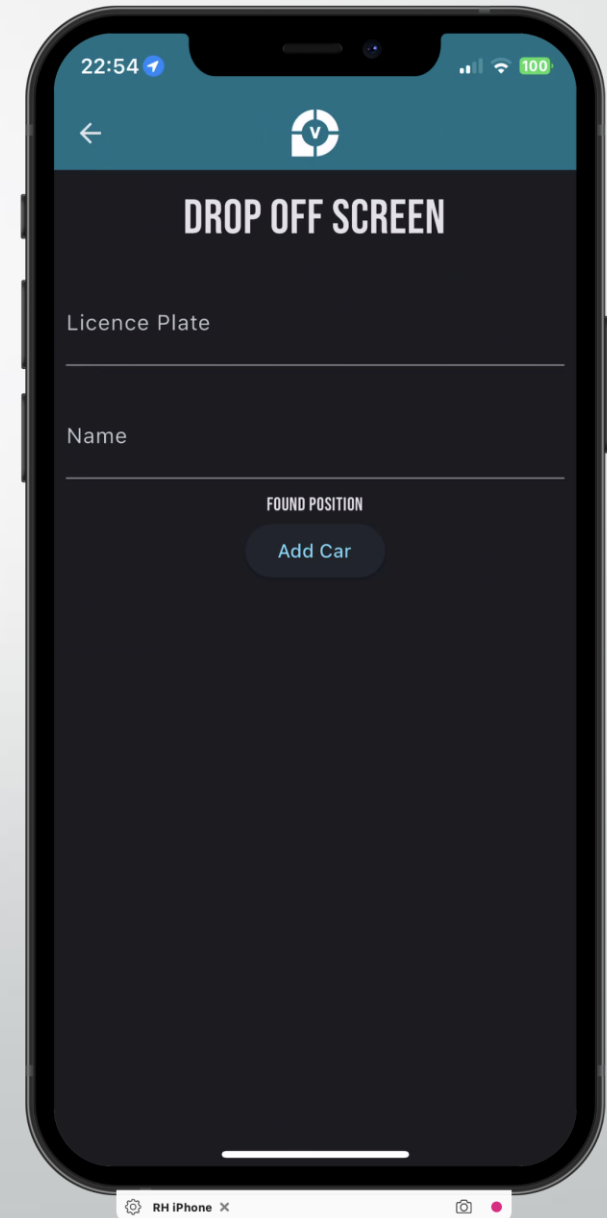 22:54
100
V
DROP OFF SCREEN
Licence Plate
Name
FOUND POSITION
Add Car
RH iPhone